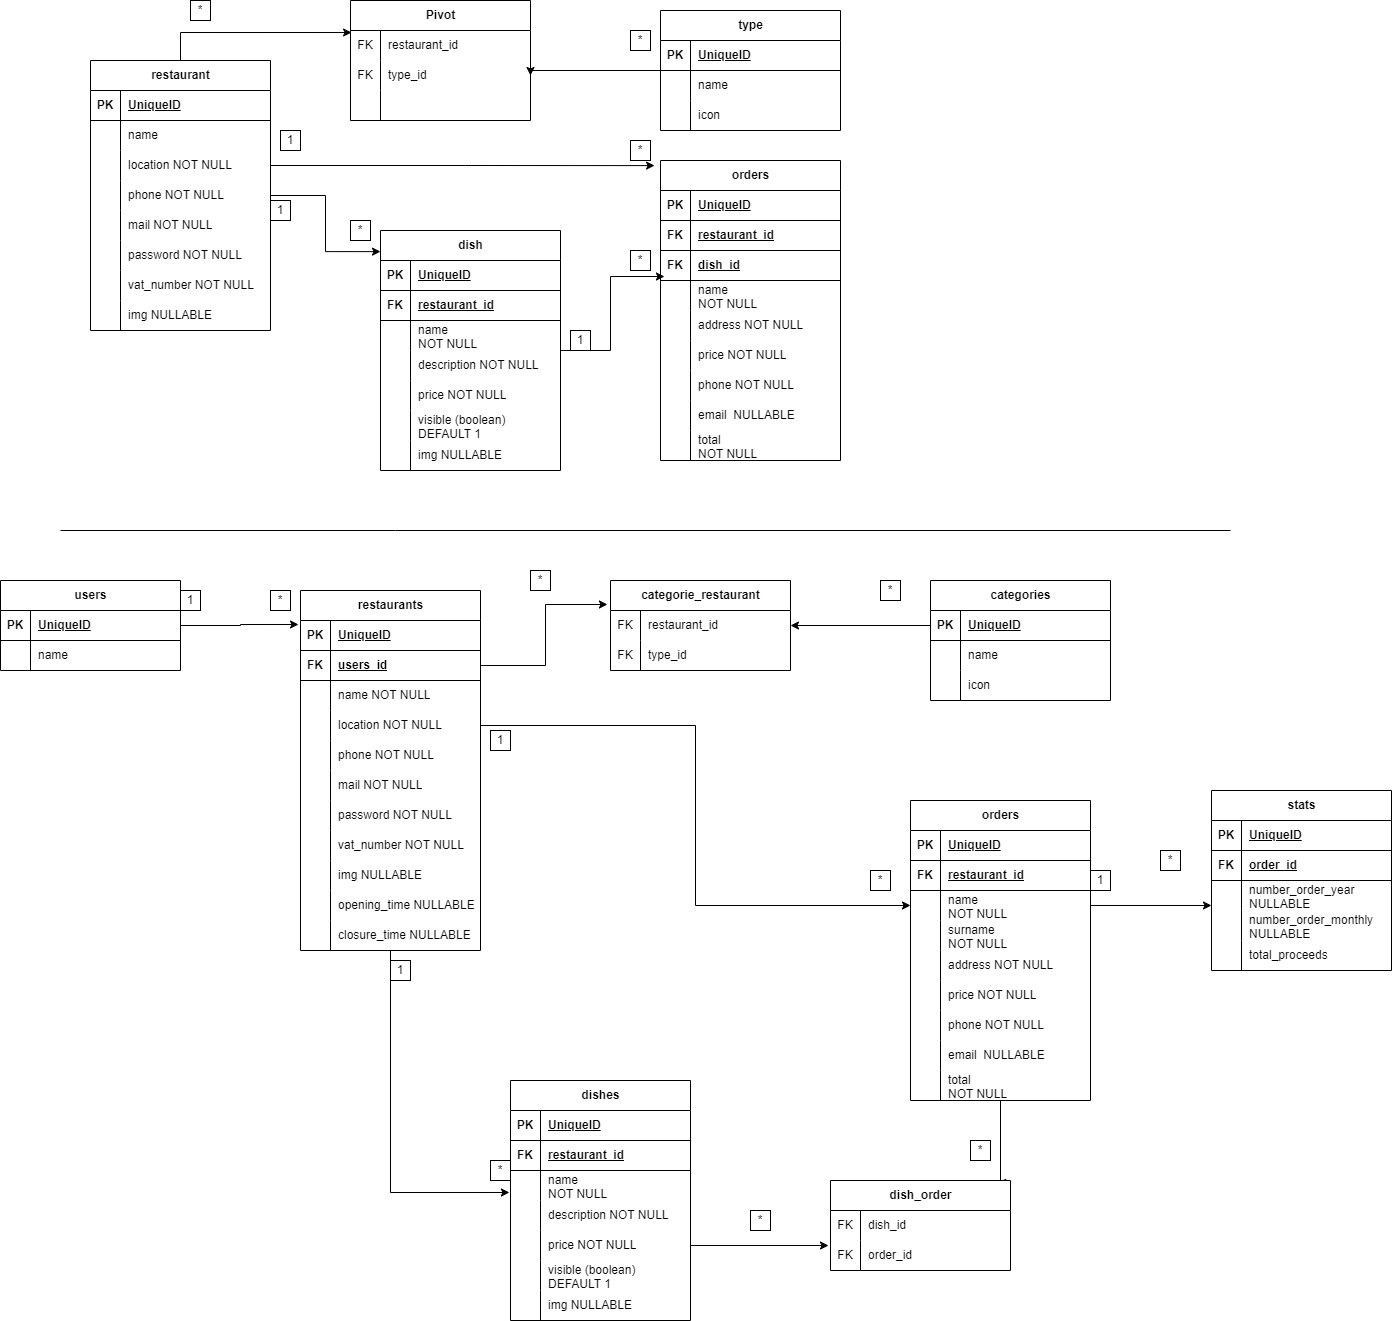 *
Pivot
FK restaurant_id
FK type_id
*
type
PK UniqueID
name
icon
restaurant
PK UniqueID
name
location NOT NULL
phone NOT NULL
mail NOT NULL
password NOT NULL
vat_number NOT NULL
img NULLABLE
1
*
1
*
dish
PK UniqueID
FK restaurant_id
name
NOT NULL
description NOT NULL
price NOT NULL
visible (boolean)
DEFAULT 1
img NULLABLE
1
*
orders
PK UniqueID
FK restaurant_id
FK dish_id
name
NOT NULL
address NOT NULL
price NOT NULL
phone NOT NULL
email  NULLABLE
total
NOT NULL
users
PK UniqueID
name
1
*
restaurants
PK UniqueID
FK users_id
name NOT NULL
location NOT NULL
phone NOT NULL
mail NOT NULL
password NOT NULL
vat_number NOT NULL
img NULLABLE
opening_time NULLABLE
closure_time NULLABLE
*
categorie_restaurant
FK restaurant_id
FK type_id
*
categories
PK UniqueID
name
icon
1
*
orders
PK UniqueID
FK restaurant_id
name
NOT NULL
surname
NOT NULL
address NOT NULL
price NOT NULL
phone NOT NULL
email  NULLABLE
total
NOT NULL
1
*
stats
PK UniqueID
FK order_id
number_order_year
NULLABLE
number_order_monthly
NULLABLE
total_proceeds
1
*
dishes
PK UniqueID
FK restaurant_id
name
NOT NULL
description NOT NULL
price NOT NULL
visible (boolean)
DEFAULT 1
img NULLABLE
*
*
dish_order
FK dish_id
FK order_id